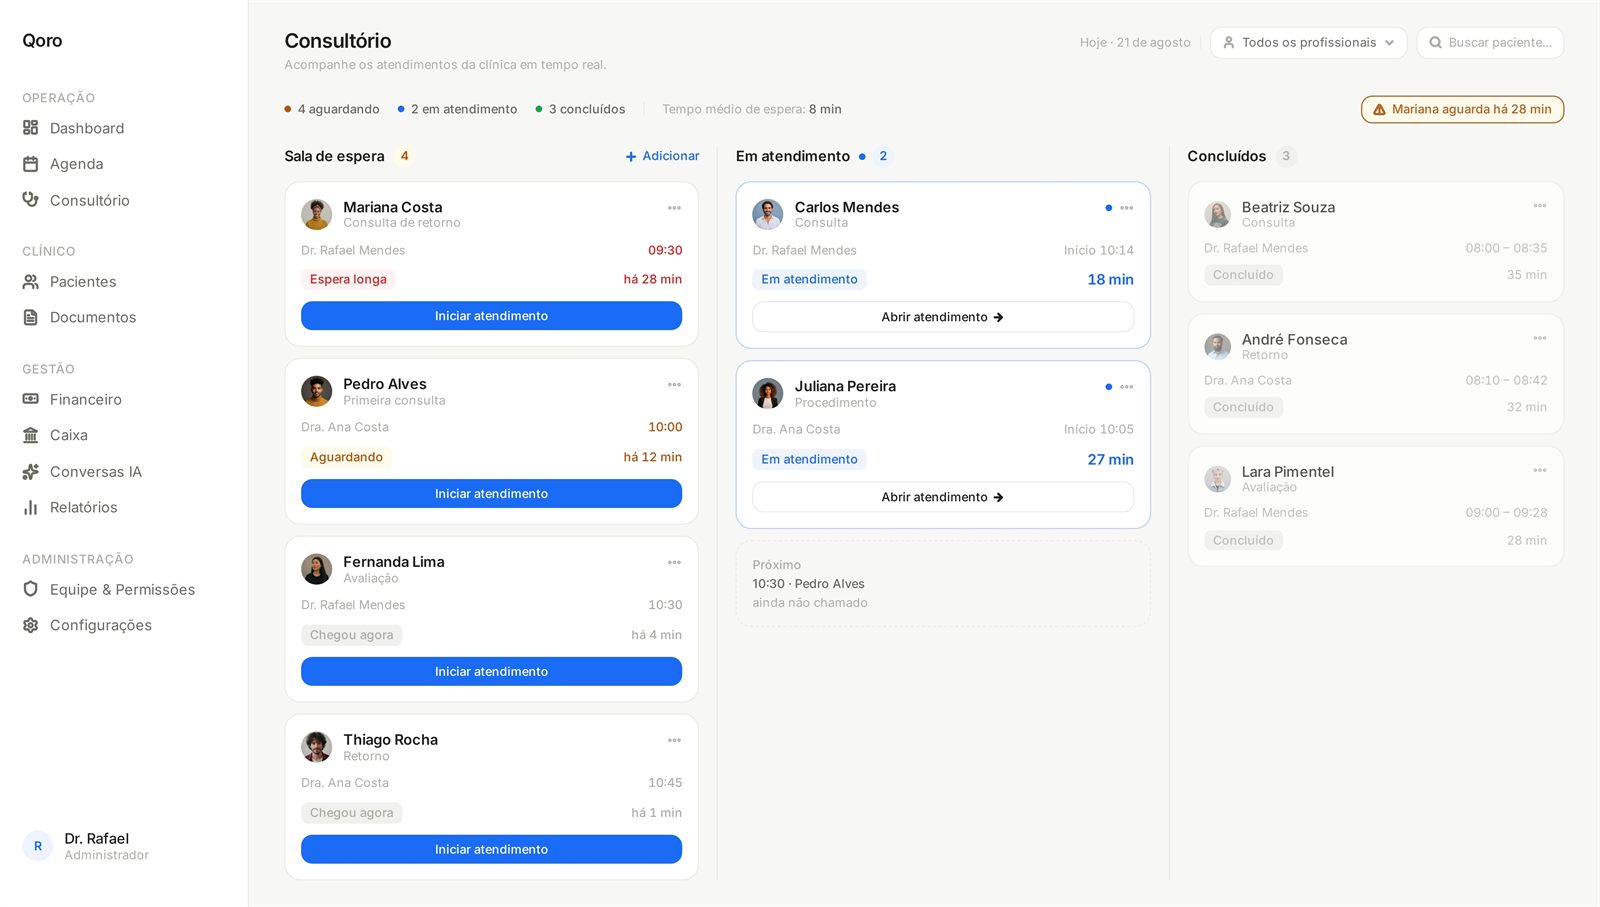 Qoro
OPERAÇÃO
Dashboard
Agenda
Consultório
CLÍNICO
Pacientes
Documentos
GESTÃO
Financeiro
Caixa
Conversas IA
Relatórios
ADMINISTRAÇÃO
Equipe & Permissões
Configurações
R
Dr. Rafael
Administrador
Consultório
Acompanhe os atendimentos da clínica em tempo real.
Hoje · 21 de agosto
Todos os profissionais
Buscar paciente...
4 aguardando
2 em atendimento
3 concluídos
Tempo médio de espera: 8 min
Mariana aguarda há 28 min
Sala de espera 4
+ Adicionar
Mariana Costa
Consulta de retorno
Dr. Rafael Mendes 09:30
Espera longa há 28 min
Iniciar atendimento
Pedro Alves
Primeira consulta
Dra. Ana Costa 10:00
Aguardando há 12 min
Iniciar atendimento
Fernanda Lima
Avaliação
Dr. Rafael Mendes 10:30
Chegou agora há 4 min
Iniciar atendimento
Thiago Rocha
Retorno
Dra. Ana Costa 10:45
Chegou agora há 1 min
Iniciar atendimento
Em atendimento 2
Carlos Mendes
Consulta
Dr. Rafael Mendes Início 10:14
Em atendimento 18 min
Abrir atendimento →
Juliana Pereira
Procedimento
Dra. Ana Costa Início 10:05
Em atendimento 27 min
Abrir atendimento →
Próximo
10:30 · Pedro Alves
ainda não chamado
Concluídos 3
Beatriz Souza
Consulta
Dr. Rafael Mendes 08:00 – 08:35
Concluído 35 min
André Fonseca
Retorno
Dra. Ana Costa 08:10 – 08:42
Concluído 32 min
Lara Pimentel
Avaliação
Dr. Rafael Mendes 09:00 – 09:28
Concluído 28 min